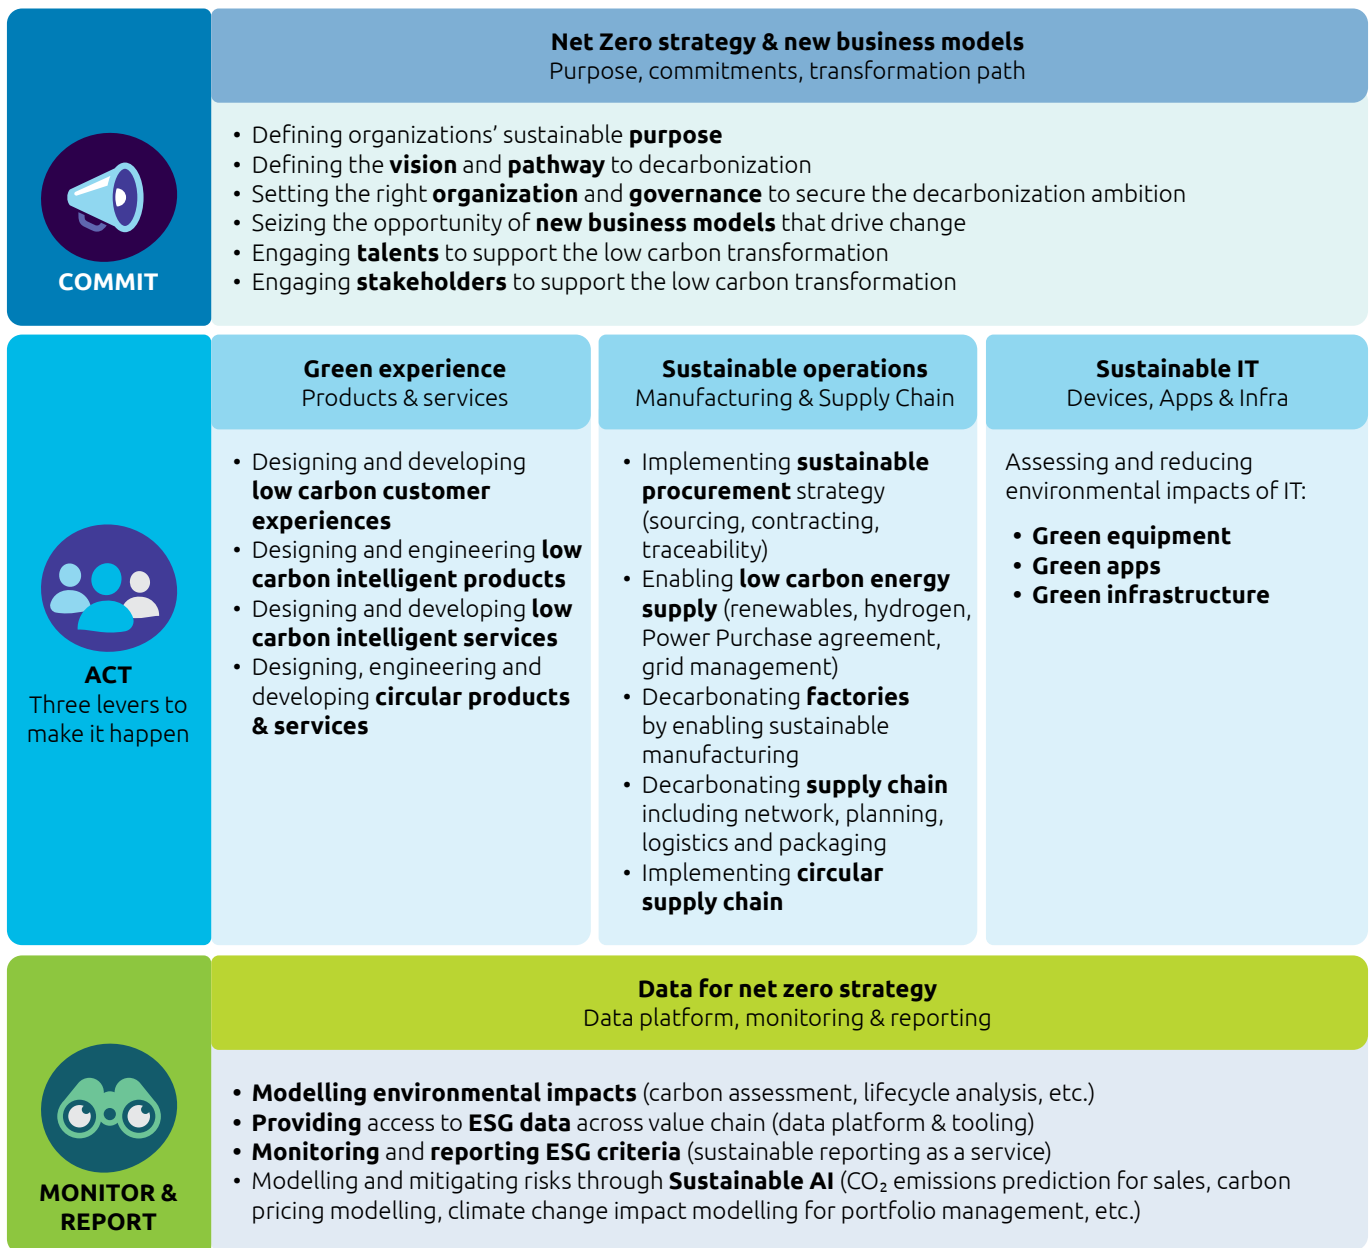 Net Zero strategy & new business models
Purpose, commitments, transformation path
COMMIT
• Defining organizations’ sustainable purpose
• Defining the vision and pathway to decarbonization
• Setting the right organization and governance to secure the decarbonization ambition
• Seizing the opportunity of new business models that drive change
• Engaging talents to support the low carbon transformation
• Engaging stakeholders to support the low carbon transformation
ACT
Three levers to
make it happen
Green experience
Products & services
• Designing and developing
low carbon customer
experiences
• Designing and engineering low
carbon intelligent products
• Designing and developing low
carbon intelligent services
• Designing, engineering and
developing circular products
& services
Sustainable operations
Manufacturing & Supply Chain
• Implementing sustainable
procurement strategy
(sourcing, contracting,
traceability)
• Enabling low carbon energy
supply (renewables, hydrogen,
Power Purchase agreement,
grid management)
• Decarbonating factories
by enabling sustainable
manufacturing
• Decarbonating supply chain
including network, planning,
logistics and packaging
• Implementing circular
supply chain
Sustainable IT
Devices, Apps & Infra
Assessing and reducing
environmental impacts of IT:
• Green equipment
• Green apps
• Green infrastructure
MONITOR &
REPORT
Data for net zero strategy
Data platform, monitoring & reporting
• Modelling environmental impacts (carbon assessment, lifecycle analysis, etc.)
• Providing access to ESG data across value chain (data platform & tooling)
• Monitoring and reporting ESG criteria (sustainable reporting as a service)
• Modelling and mitigating risks through Sustainable AI (CO₂ emissions prediction for sales, carbon
pricing modelling, climate change impact modelling for portfolio management, etc.)